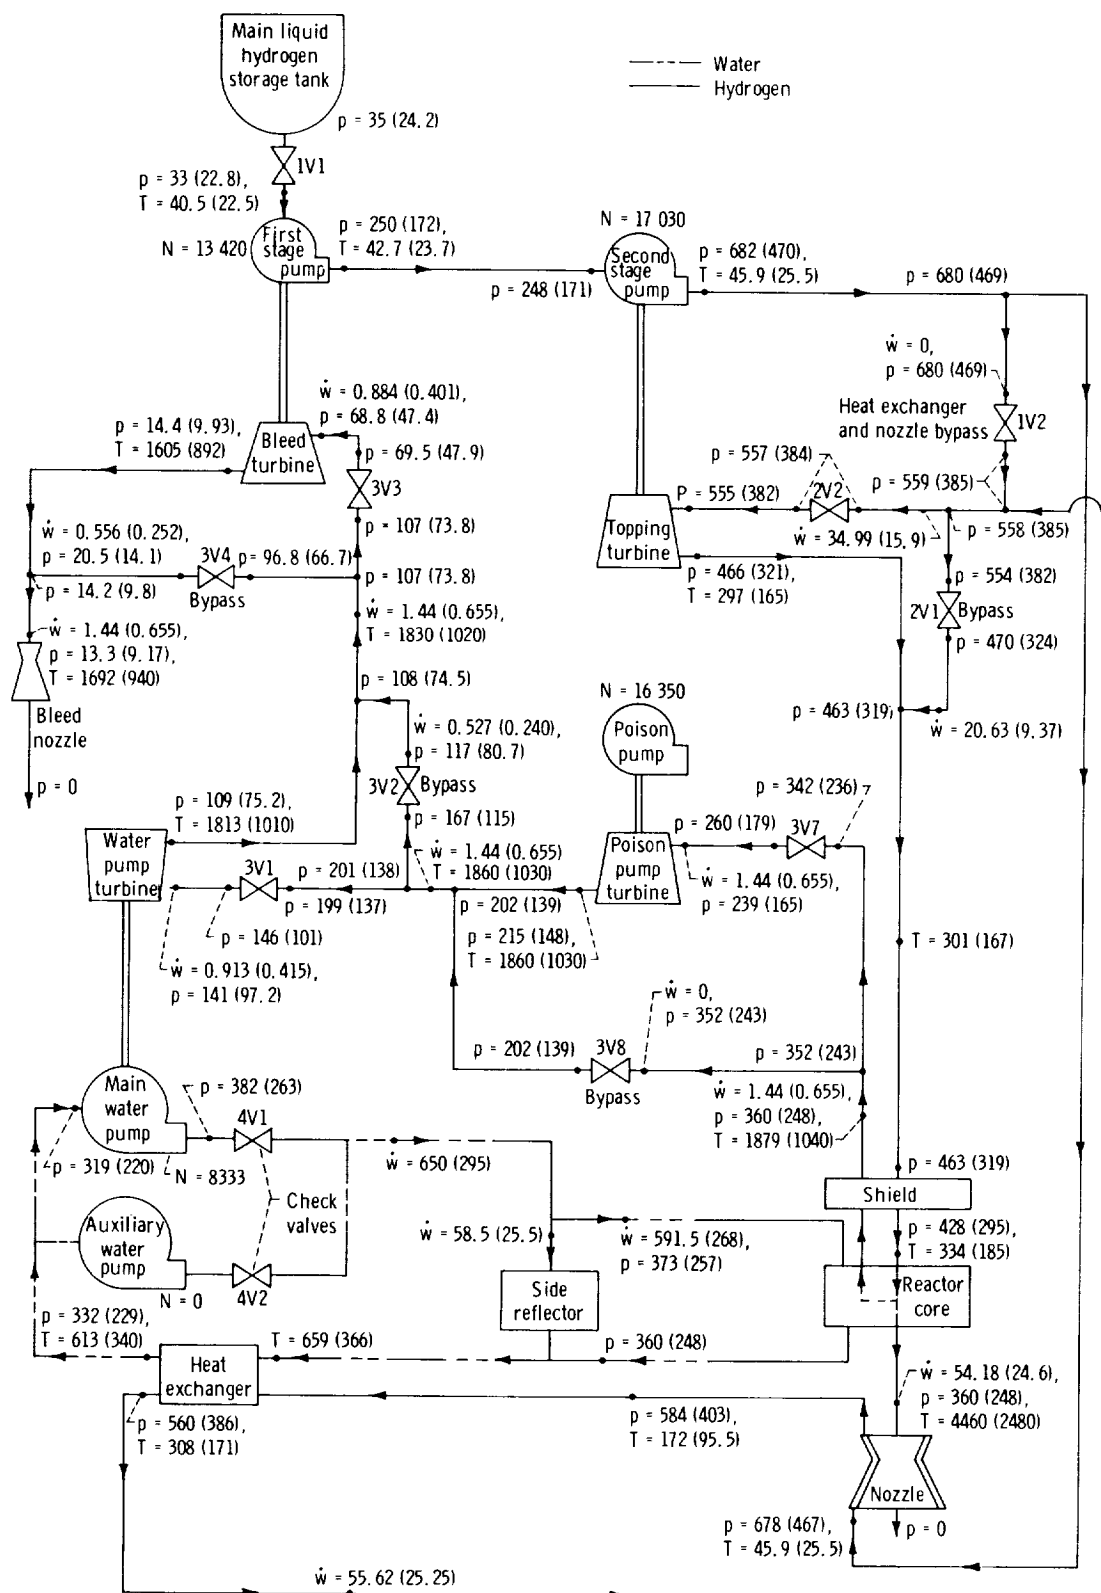 Main liquid
hydrogen
storage tank
Water
Hydrogen
p = 35 (24.2)
1V1
p = 33 (22.8),
T = 40.5 (22.5)
N = 13 420
First
stage
pump
p = 250 (172),
T = 42.7 (23.7)
p = 248 (171)
N = 17 030
Second
stage
pump
p = 682 (470),
T = 45.9 (25.5)
p = 680 (469)
ẇ = 0,
p = 680 (469)
Heat exchanger
and nozzle bypass
1V2
p = 14.4 (9.93),
T = 1605 (892)
Bleed
turbine
ẇ = 0.884 (0.401),
p = 68.8 (47.4)
p = 69.5 (47.9)
3V3
p = 107 (73.8)
p = 557 (384)
P = 555 (382)
2V2
p = 559 (385)
p = 558 (385)
ẇ = 34.99 (15.9)
Topping
turbine
p = 466 (321),
T = 297 (165)
p = 554 (382)
2V1
Bypass
p = 470 (324)
ẇ = 0.556 (0.252),
p = 20.5 (14.1)
3V4
p = 96.8 (66.7)
Bypass
p = 107 (73.8)
p = 14.2 (9.8)
ẇ = 1.44 (0.655),
p = 13.3 (9.17),
T = 1692 (940)
ẇ = 1.44 (0.655)
T = 1830 (1020)
Bleed
nozzle
p = 0
p = 108 (74.5)
N = 16 350
Poison
pump
p = 463 (319)
ẇ = 20.63 (9.37)
ẇ = 0.527 (0.240),
p = 117 (80.7)
3V2
Bypass
p = 167 (115)
p = 109 (75.2),
T = 1813 (1010)
Water
pump
turbine
3V1
p = 201 (138)
p = 199 (137)
p = 146 (101)
ẇ = 0.913 (0.415),
p = 141 (97.2)
ẇ = 1.44 (0.655)
T = 1860 (1030)
p = 202 (139)
p = 215 (148),
T = 1860 (1030)
Poison
pump
turbine
p = 260 (179)
3V7
p = 342 (236)
ẇ = 1.44 (0.655),
p = 239 (165)
T = 301 (167)
ẇ = 0,
p = 352 (243)
p = 202 (139)
3V8
Bypass
p = 352 (243)
ẇ = 1.44 (0.655),
p = 360 (248),
T = 1879 (1040)
Main
water
pump
p = 382 (263)
4V1
p = 319 (220)
N = 8333
ẇ = 650 (295)
Check
valves
Auxiliary
water
pump
N = 0
4V2
p = 463 (319)
Shield
p = 428 (295),
T = 334 (185)
Reactor
core
ẇ = 58.5 (25.5)
ẇ = 591.5 (268),
p = 373 (257)
Side
reflector
p = 332 (229),
T = 613 (340)
T = 659 (366)
p = 360 (248)
Heat
exchanger
p = 560 (386)
T = 308 (171)
p = 584 (403),
T = 172 (95.5)
ẇ = 54.18 (24.6),
p = 360 (248),
T = 4460 (2480)
Nozzle
p = 678 (467),
T = 45.9 (25.5)
p = 0
ẇ = 55.62 (25.25)